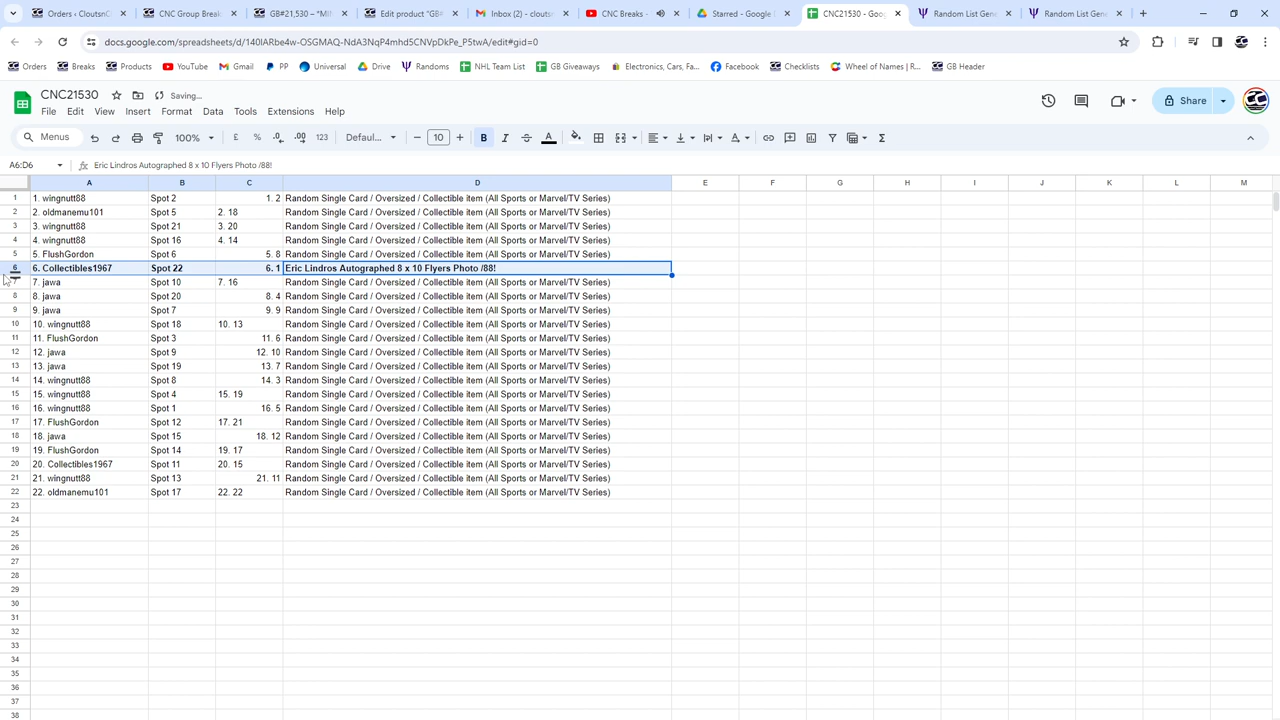 Orders ‹ CloutsC
CNC Group Break
GB#21,530 – "MI
Edit product "G
Inbox (2) - clouts
CNC Breaks -
Starred - Google
CNC21530 - Goo
Random List Gene
Random List Gene
docs.google.com/spreadsheets/d/140lARbe4w-OSGMAQ-NdA3NqP4mhd5CNVpDkPe_P5twA/edit#gid=0
Orders
Breaks
Products
YouTube
Gmail
PP
Universal
Drive
Randoms
NHL Team List
GB Giveaways
Electronics, Cars, Fa...
Facebook
Checklists
Wheel of Names | R...
GB Header
CNC21530
Saving...
File Edit View Insert Format Data Tools Extensions Help
Share
Menus
100%
£ % .0 .00 123
Defaul...
10
B I A
A6:D6
Eric Lindros Autographed 8 x 10 Flyers Photo /88!
A B C D E F G H I J K L M
1 1. wingnutt88 Spot 2 1. 2 Random Single Card / Oversized / Collectible item (All Sports or Marvel/TV Series)
2 2. oldmanemu101 Spot 5 2. 18 Random Single Card / Oversized / Collectible item (All Sports or Marvel/TV Series)
3 3. wingnutt88 Spot 21 3. 20 Random Single Card / Oversized / Collectible item (All Sports or Marvel/TV Series)
4 4. wingnutt88 Spot 16 4. 14 Random Single Card / Oversized / Collectible item (All Sports or Marvel/TV Series)
5 5. FlushGordon Spot 6 5. 8 Random Single Card / Oversized / Collectible item (All Sports or Marvel/TV Series)
6 6. Collectibles1967 Spot 22 6. 1 Eric Lindros Autographed 8 x 10 Flyers Photo /88!
7 7. jawa Spot 10 7. 16 Random Single Card / Oversized / Collectible item (All Sports or Marvel/TV Series)
8 8. jawa Spot 20 8. 4 Random Single Card / Oversized / Collectible item (All Sports or Marvel/TV Series)
9 9. jawa Spot 7 9. 9 Random Single Card / Oversized / Collectible item (All Sports or Marvel/TV Series)
10 10. wingnutt88 Spot 18 10. 13 Random Single Card / Oversized / Collectible item (All Sports or Marvel/TV Series)
11 11. FlushGordon Spot 3 11. 6 Random Single Card / Oversized / Collectible item (All Sports or Marvel/TV Series)
12 12. jawa Spot 9 12. 10 Random Single Card / Oversized / Collectible item (All Sports or Marvel/TV Series)
13 13. jawa Spot 19 13. 7 Random Single Card / Oversized / Collectible item (All Sports or Marvel/TV Series)
14 14. wingnutt88 Spot 8 14. 3 Random Single Card / Oversized / Collectible item (All Sports or Marvel/TV Series)
15 15. wingnutt88 Spot 4 15. 19 Random Single Card / Oversized / Collectible item (All Sports or Marvel/TV Series)
16 16. wingnutt88 Spot 1 16. 5 Random Single Card / Oversized / Collectible item (All Sports or Marvel/TV Series)
17 17. FlushGordon Spot 12 17. 21 Random Single Card / Oversized / Collectible item (All Sports or Marvel/TV Series)
18 18. jawa Spot 15 18. 12 Random Single Card / Oversized / Collectible item (All Sports or Marvel/TV Series)
19 19. FlushGordon Spot 14 19. 17 Random Single Card / Oversized / Collectible item (All Sports or Marvel/TV Series)
20 20. Collectibles1967 Spot 11 20. 15 Random Single Card / Oversized / Collectible item (All Sports or Marvel/TV Series)
21 21. wingnutt88 Spot 13 21. 11 Random Single Card / Oversized / Collectible item (All Sports or Marvel/TV Series)
22 22. oldmanemu101 Spot 17 22. 22 Random Single Card / Oversized / Collectible item (All Sports or Marvel/TV Series)
23
24
25
26
27
28
29
30
31
32
33
34
35
36
37
38